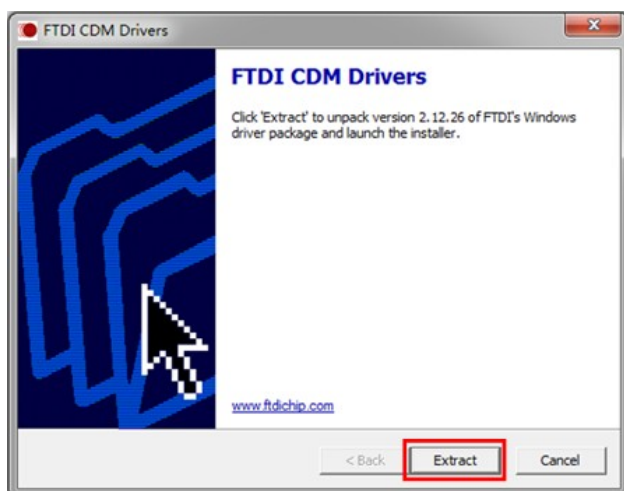 FTDI CDM Drivers
FTDI CDM Drivers
Click 'Extract' to unpack version 2.12.26 of FTDI's Windows
driver package and launch the installer.
www.ftdichip.com
< Back
Extract
Cancel